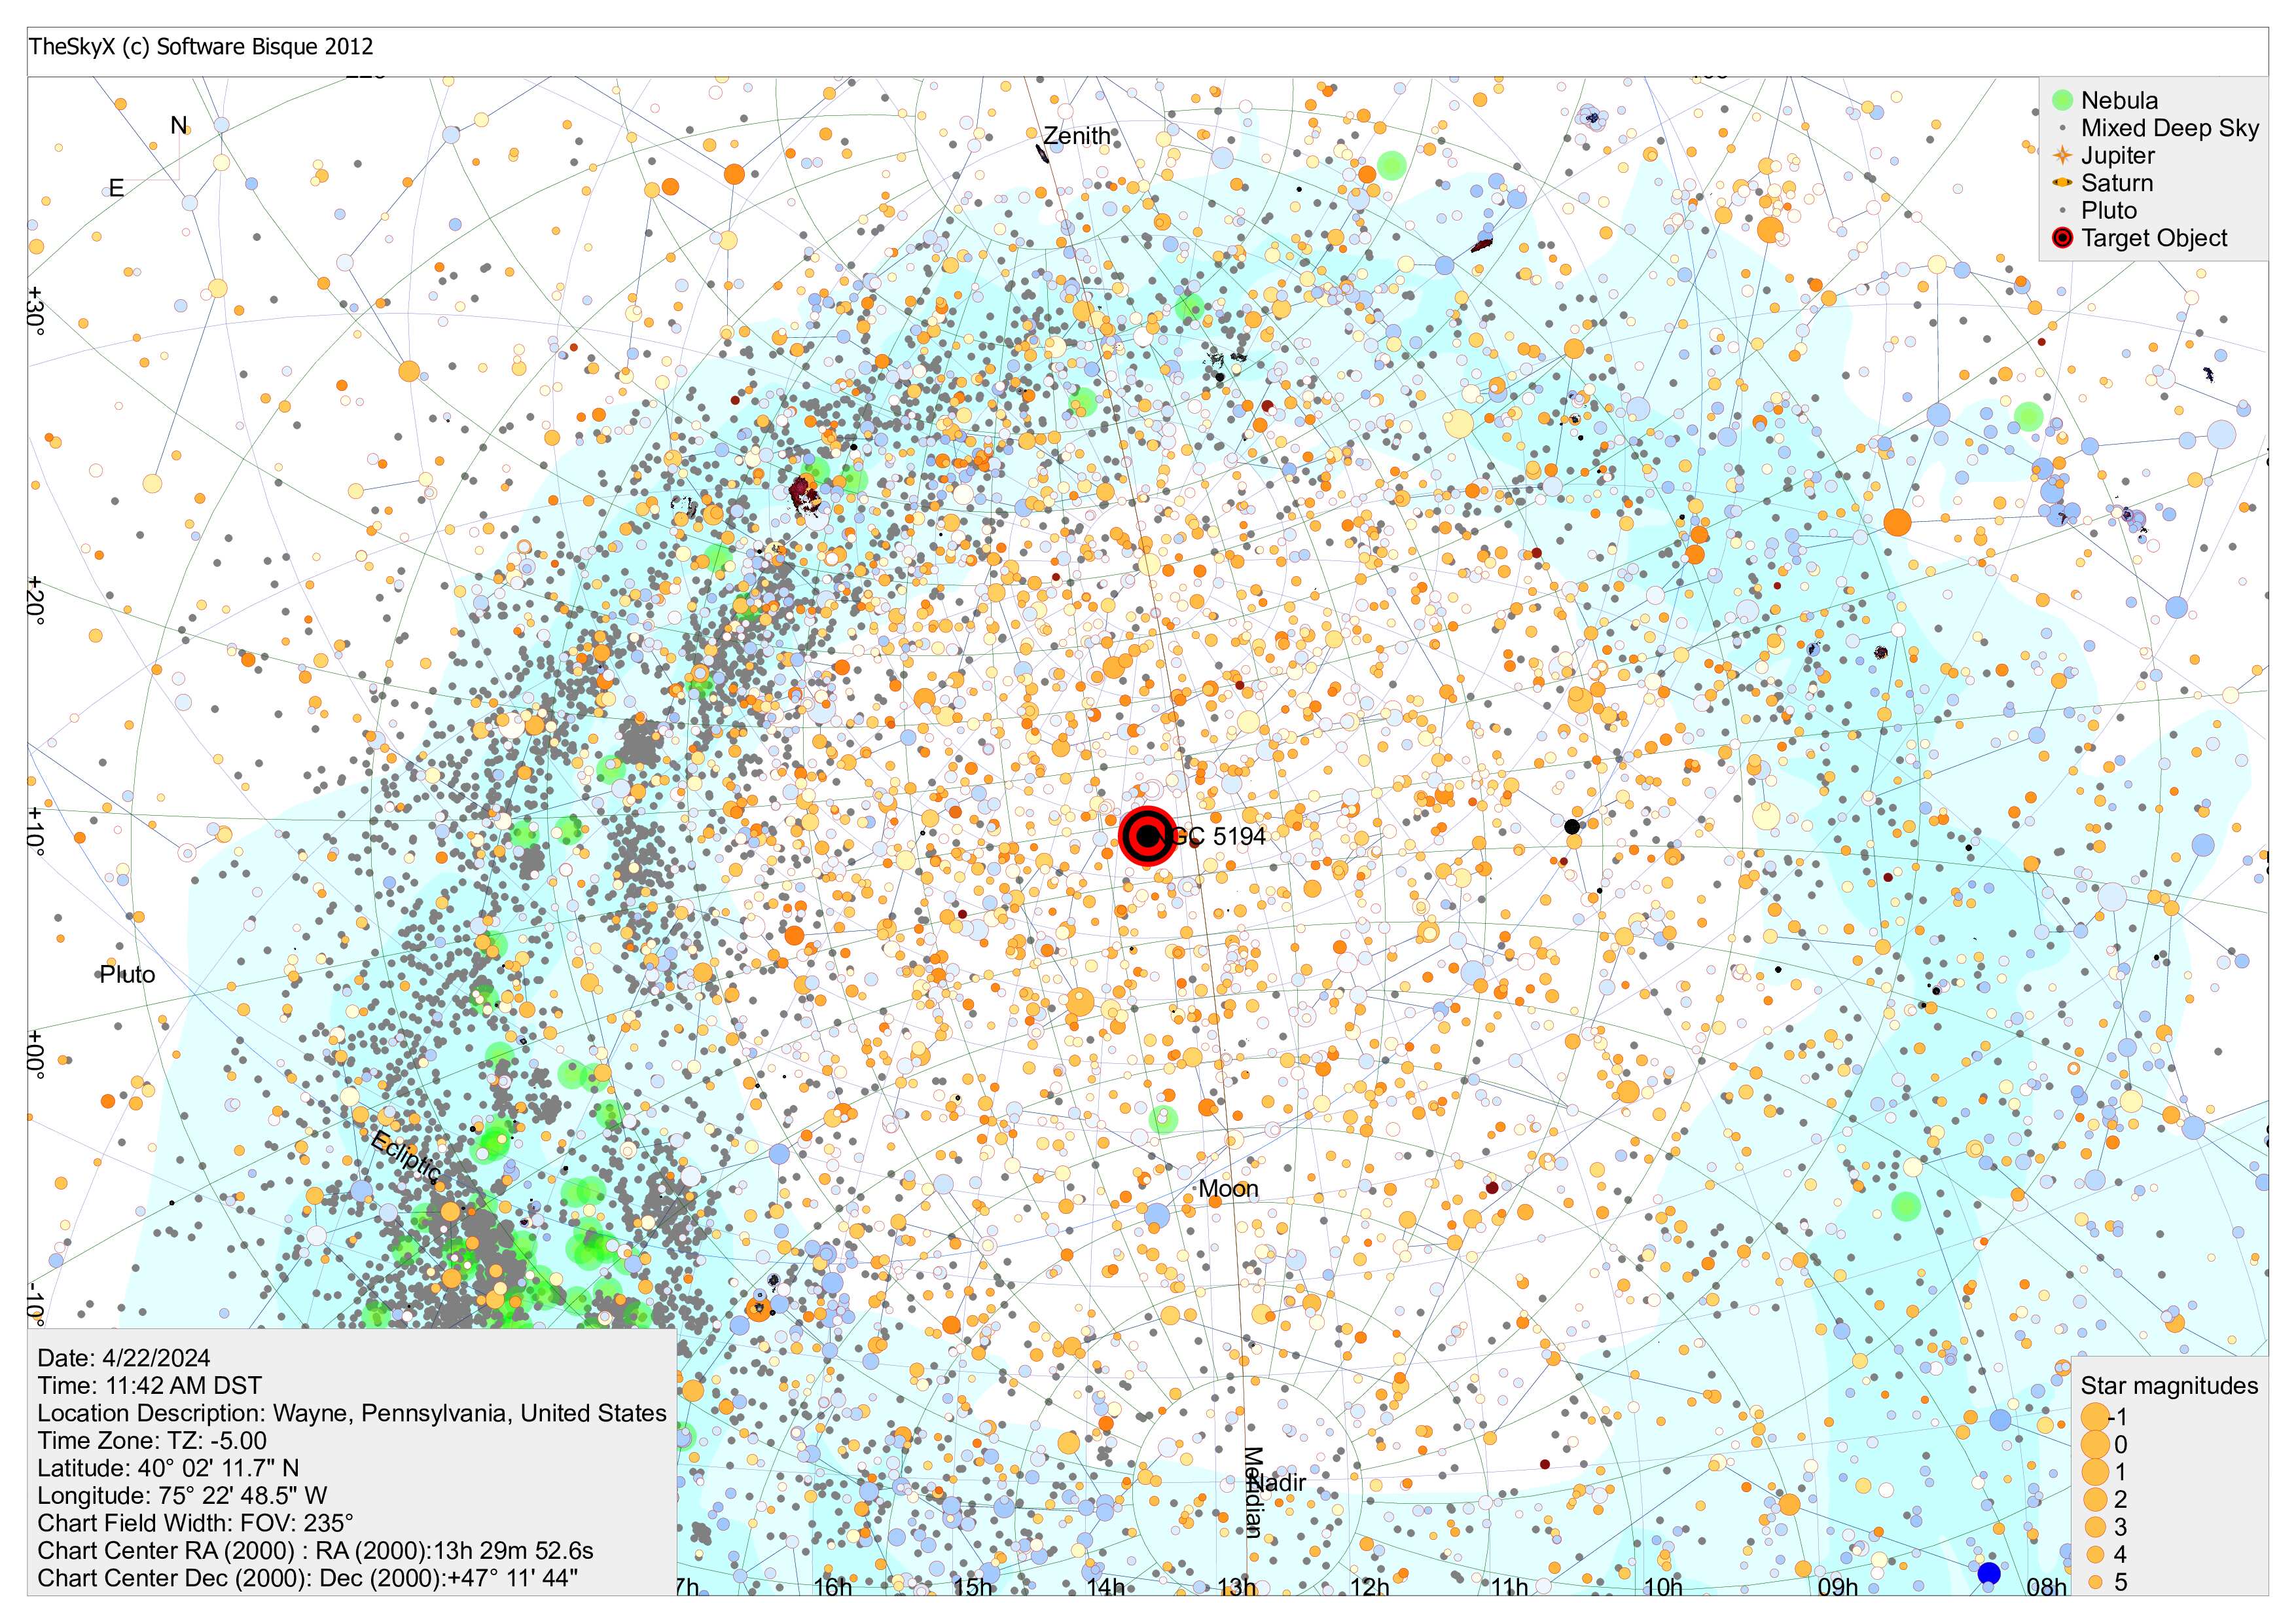 TheSkyX (c) Software Bisque 2012
N
E
Zenith
Nebula
Mixed Deep Sky
Jupiter
Saturn
Pluto
Target Object
+30°
+20°
+10°
GC 5194
Pluto
+00°
Ecliptic
Moon
-10°
Meridian
Nadir
Date: 4/22/2024
Time: 11:42 AM DST
Location Description: Wayne, Pennsylvania, United States
Time Zone: TZ: -5.00
Latitude: 40° 02' 11.7" N
Longitude: 75° 22' 48.5" W
Chart Field Width: FOV: 235°
Chart Center RA (2000) : RA (2000):13h 29m 52.6s
Chart Center Dec (2000): Dec (2000):+47° 11' 44"
7h 16h 15h 14h 13h 12h 11h 10h 09h 08h
Star magnitudes
-1
0
1
2
3
4
5